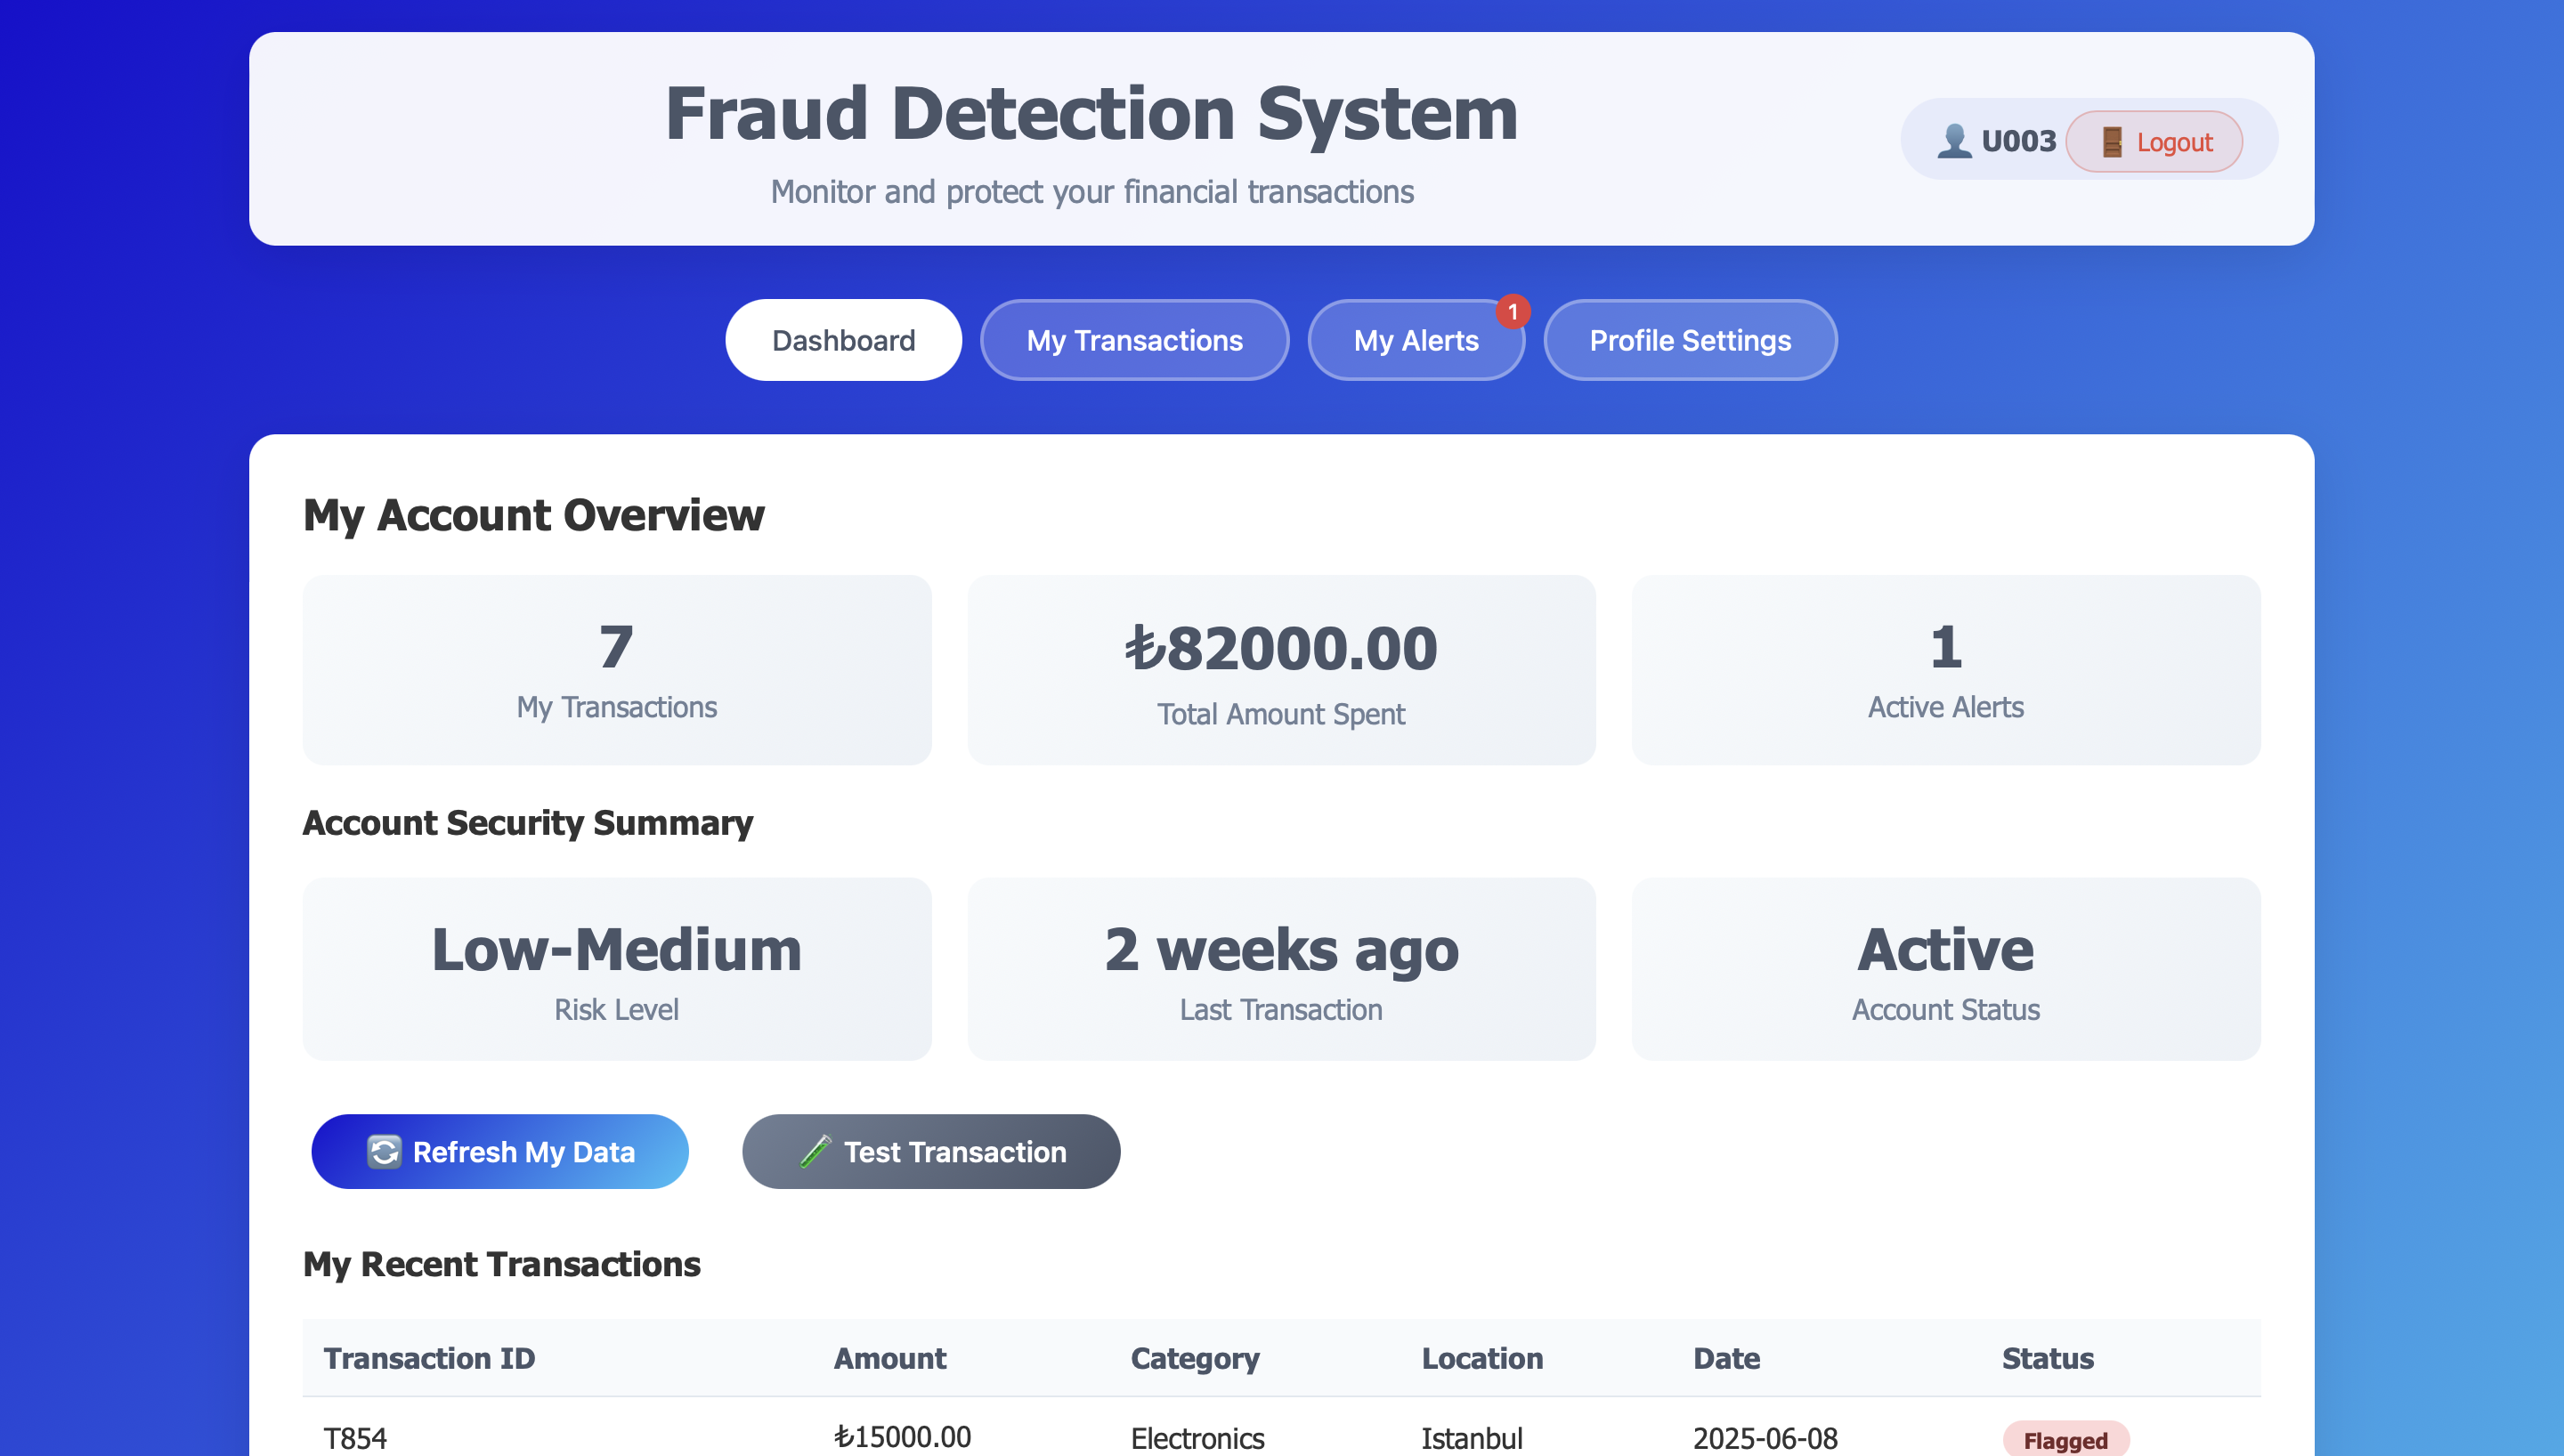 Fraud Detection System
Monitor and protect your financial transactions
U003 Logout
Dashboard My Transactions My Alerts 1 Profile Settings
My Account Overview
7 ₺82000.00 1
My Transactions Total Amount Spent Active Alerts
Account Security Summary
Low-Medium 2 weeks ago Active
Risk Level Last Transaction Account Status
Refresh My Data Test Transaction
My Recent Transactions
Transaction ID Amount Category Location Date Status
T854 ₺15000.00 Electronics Istanbul 2025-06-08 Flagged